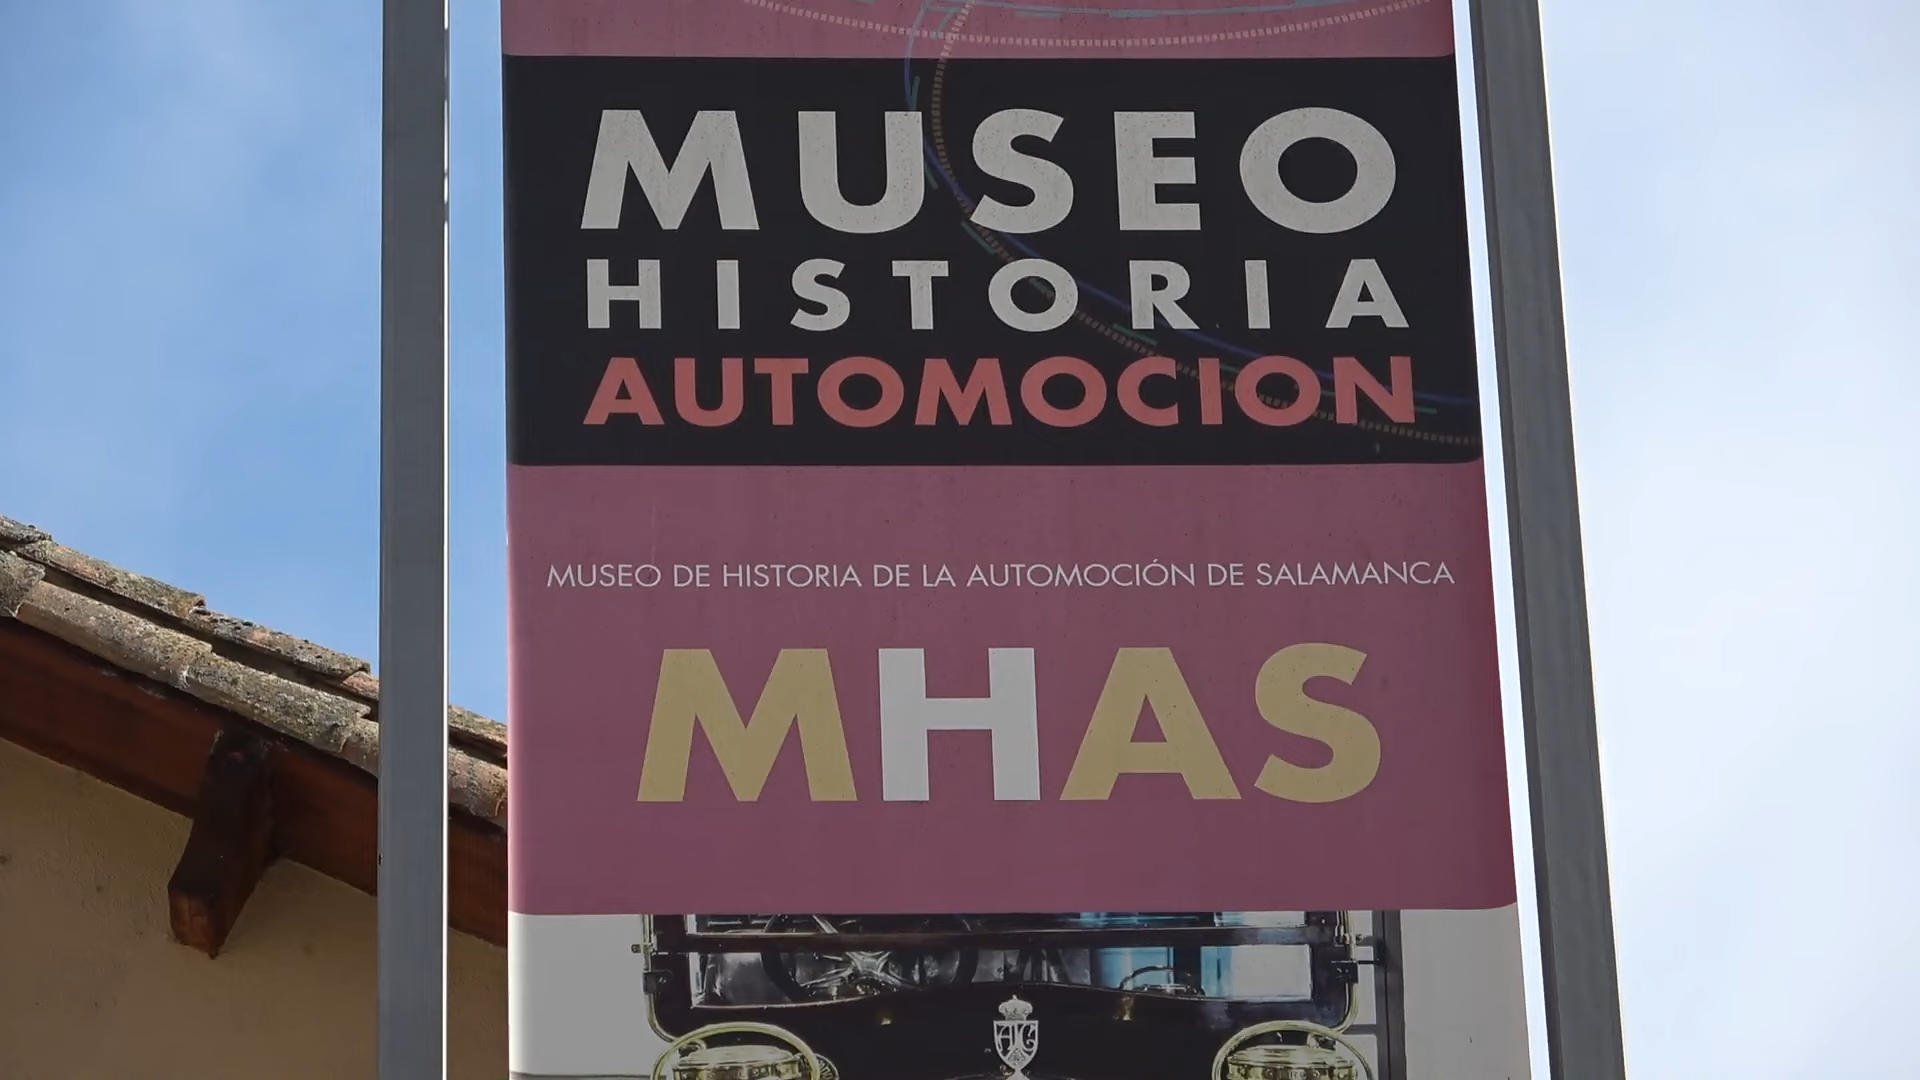 MUSEO
HISTORIA
AUTOMOCION
MUSEO DE HISTORIA DE LA AUTOMOCIÓN DE SALAMANCA
MHAS